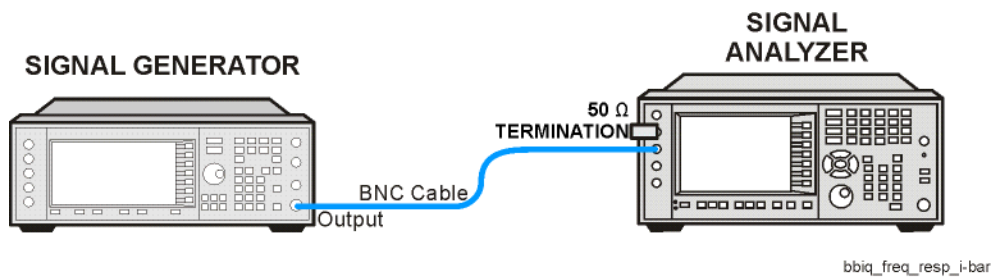 SIGNAL
ANALYZER
SIGNAL GENERATOR
50 Ω
TERMINATION
BNC Cable
Output
bbiq_freq_resp_i-bar